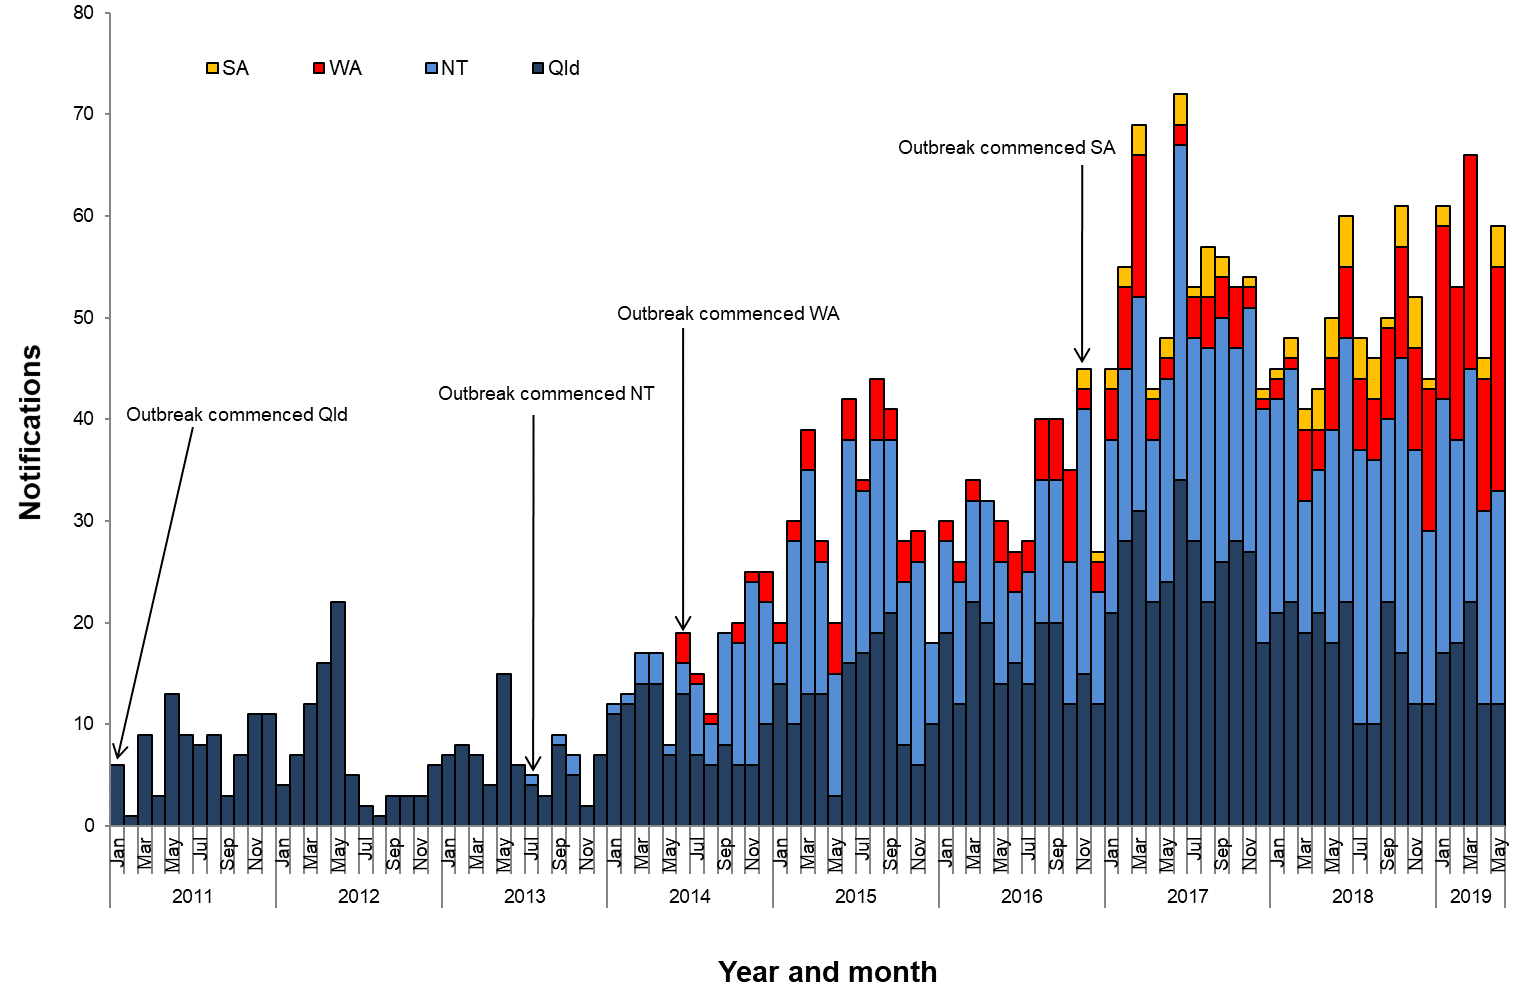 80
70
60
50
40
30
20
10
0
Notifications
SA WA NT Qld
Outbreak commenced SA
Outbreak commenced WA
Outbreak commenced NT
Outbreak commenced Qld
Jan Mar May Jul Sep Nov Jan Mar May Jul Sep Nov Jan Mar May Jul Sep Nov Jan Mar May Jul Sep Nov Jan Mar May Jul Sep Nov Jan Mar May Jul Sep Nov Jan Mar May Jul Sep Nov Jan Mar May Jul Sep Nov Jan Mar May
2011 2012 2013 2014 2015 2016 2017 2018 2019
Year and month